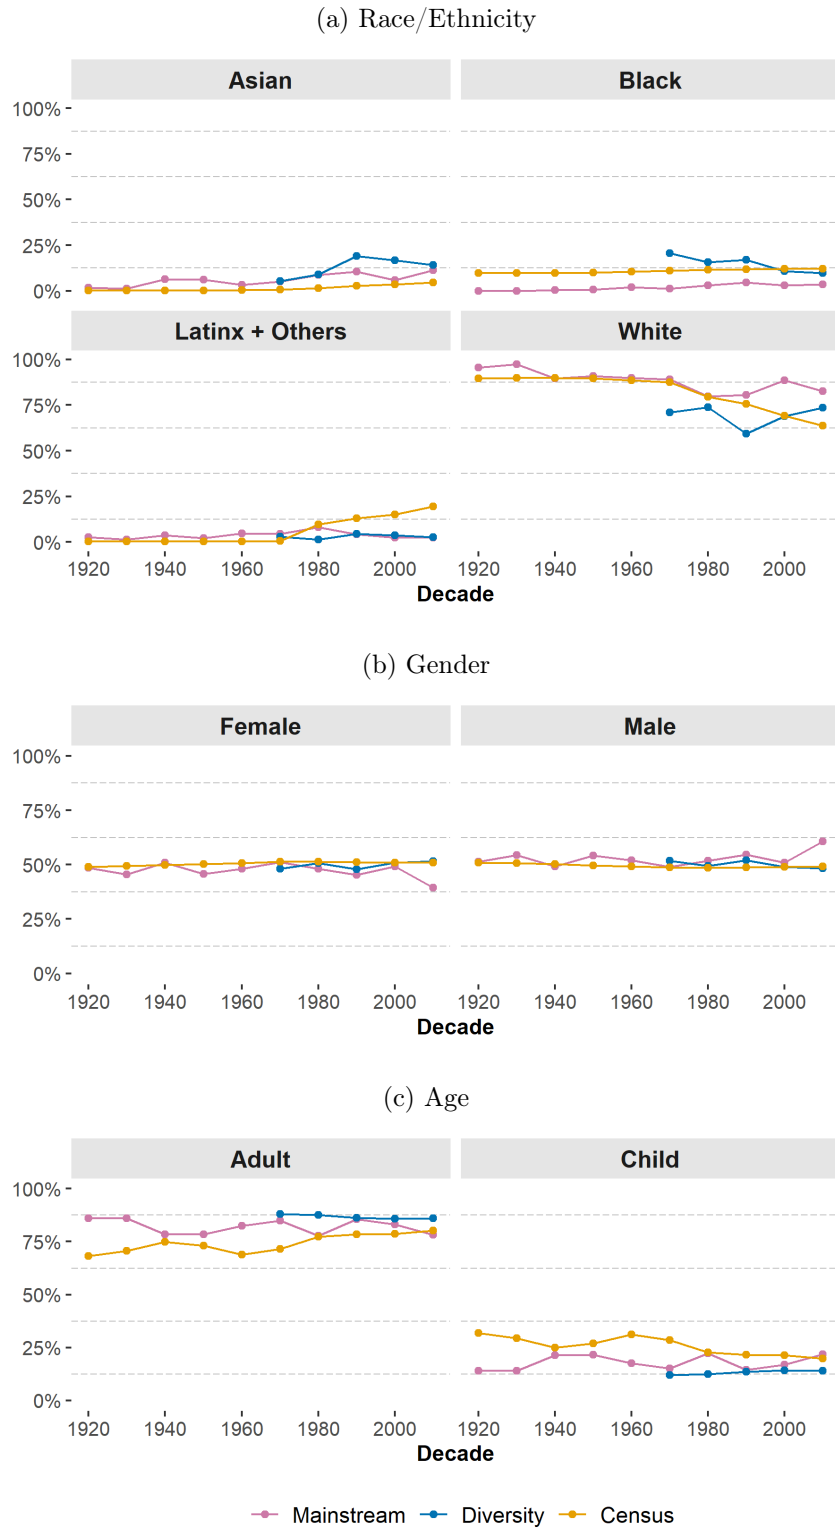 (a) Race/Ethnicity
Asian Black
100%
75%
50%
25%
0%
Latinx + Others White
100%
75%
50%
25%
0%
1920 1940 1960 1980 2000 1920 1940 1960 1980 2000
Decade
(b) Gender
Female Male
100%
75%
50%
25%
0%
1920 1940 1960 1980 2000 1920 1940 1960 1980 2000
Decade
(c) Age
Adult Child
100%
75%
50%
25%
0%
1920 1940 1960 1980 2000 1920 1940 1960 1980 2000
Decade
Mainstream Diversity Census